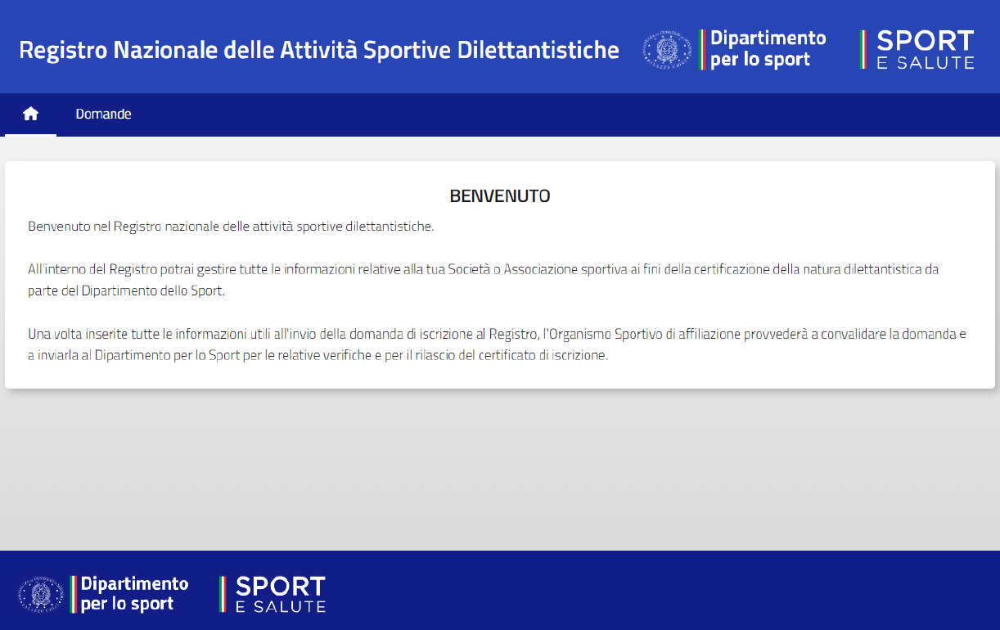 Registro Nazionale delle Attività Sportive Dilettantistiche
Dipartimento
per lo sport
SPORT
E SALUTE
Domande
BENVENUTO
Benvenuto nel Registro nazionale delle attività sportive dilettantistiche.
All'interno del Registro potrai gestire tutte le informazioni relative alla tua Società o Associazione sportiva ai fini della certificazione della natura dilettantistica da
parte del Dipartimento dello Sport.
Una volta inserite tutte le informazioni utili all'invio della domanda di iscrizione al Registro, l'Organismo Sportivo di affiliazione provvederà a convalidare la domanda e
a inviarla al Dipartimento per lo Sport per le relative verifiche e per il rilascio del certificato di iscrizione.
Dipartimento
per lo sport
SPORT
E SALUTE